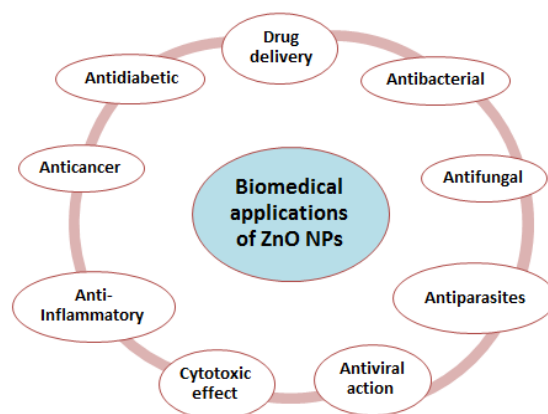 Drug
delivery
Antidiabetic
Antibacterial
Anticancer
Antifungal
Biomedical
applications
of ZnO NPs
Anti-
Inflammatory
Antiparasites
Cytotoxic
effect
Antiviral
action